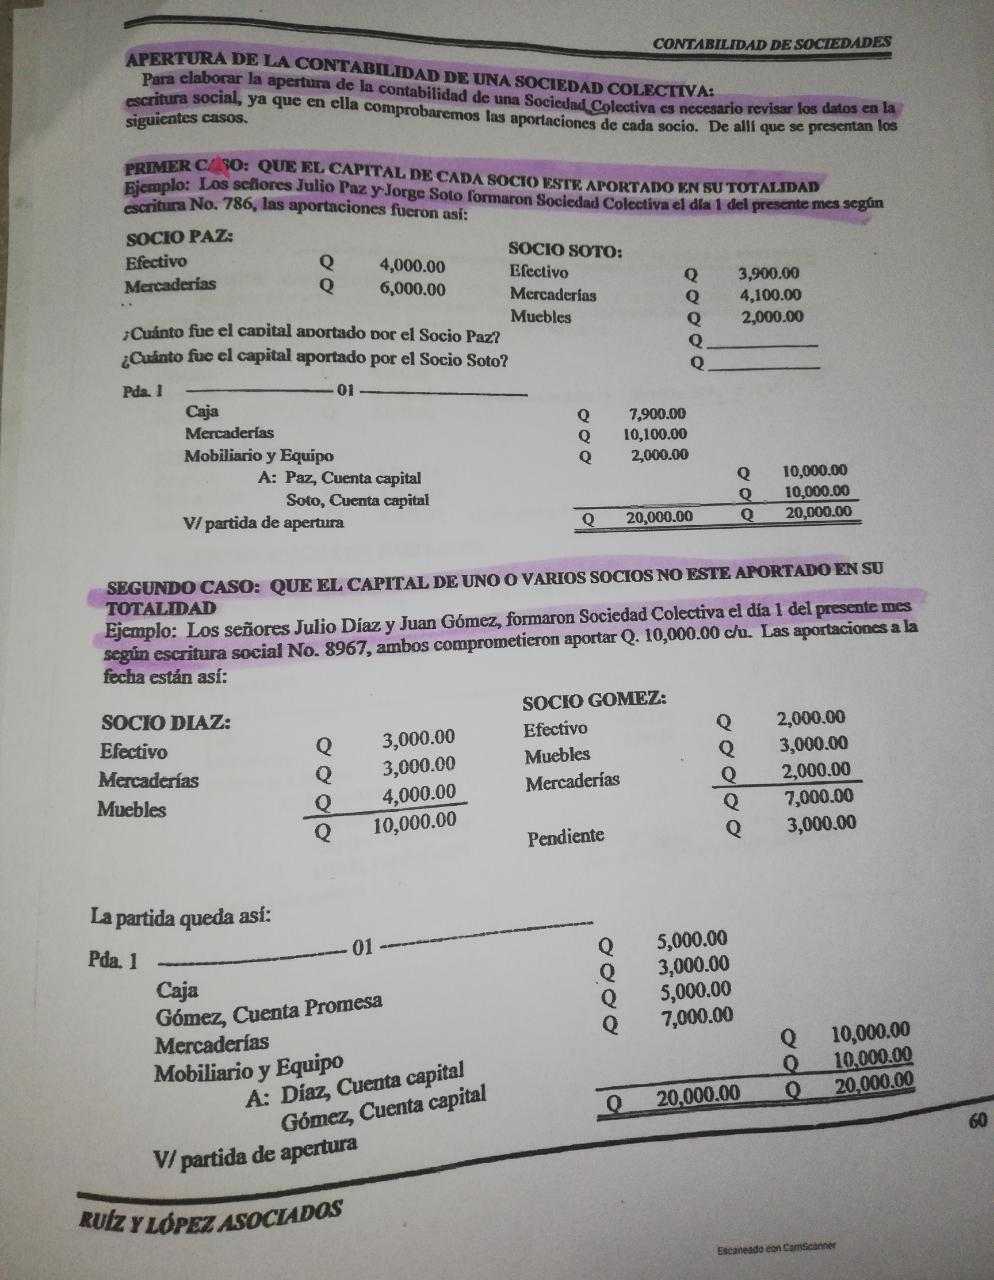 CONTABILIDAD DE SOCIEDADES
APERTURA DE LA CONTABILIDAD DE UNA SOCIEDAD COLECTIVA:
Para elaborar la apertura de la contabilidad de una Sociedad Colectiva es necesario revisar los datos en la
escritura social, ya que en ella comprobaremos las aportaciones de cada socio. De allí que se presentan los
siguientes casos.
PRIMER CASO: QUE EL CAPITAL DE CADA SOCIO ESTE APORTADO EN SU TOTALIDAD
Ejemplo: Los señores Julio Paz y Jorge Soto formaron Sociedad Colectiva el día 1 del presente mes según
escritura No. 786, las aportaciones fueron así:
SOCIO PAZ:
Efectivo Q 4,000.00
Mercaderías Q 6,000.00
SOCIO SOTO:
Efectivo Q 3,900.00
Mercaderías Q 4,100.00
Muebles Q 2,000.00
¿Cuánto fue el capital aportado por el Socio Paz? Q ________
¿Cuánto fue el capital aportado por el Socio Soto? Q ________
Pda. 1 ———— 01 ————
Caja Q 7,900.00
Mercaderías Q 10,100.00
Mobiliario y Equipo Q 2,000.00
A: Paz, Cuenta capital Q 10,000.00
Soto, Cuenta capital Q 10,000.00
V/ partida de apertura Q 20,000.00 Q 20,000.00
SEGUNDO CASO: QUE EL CAPITAL DE UNO O VARIOS SOCIOS NO ESTE APORTADO EN SU
TOTALIDAD
Ejemplo: Los señores Julio Díaz y Juan Gómez, formaron Sociedad Colectiva el día 1 del presente mes
según escritura social No. 8967, ambos comprometieron aportar Q. 10,000.00 c/u. Las aportaciones a la
fecha están así:
SOCIO DIAZ:
Efectivo Q 3,000.00
Mercaderías Q 3,000.00
Muebles Q 4,000.00
Q 10,000.00
SOCIO GOMEZ:
Efectivo Q 2,000.00
Muebles Q 3,000.00
Mercaderías Q 2,000.00
Q 7,000.00
Pendiente Q 3,000.00
La partida queda así:
Pda. 1 ———— 01 ————
Caja Q 5,000.00
Gómez, Cuenta Promesa Q 3,000.00
Mercaderías Q 5,000.00
Mobiliario y Equipo Q 7,000.00
A: Díaz, Cuenta capital Q 10,000.00
Gómez, Cuenta capital Q 10,000.00
V/ partida de apertura Q 20,000.00 Q 20,000.00
60
RUÍZ Y LÓPEZ ASOCIADOS
Escaneado con CamScanner